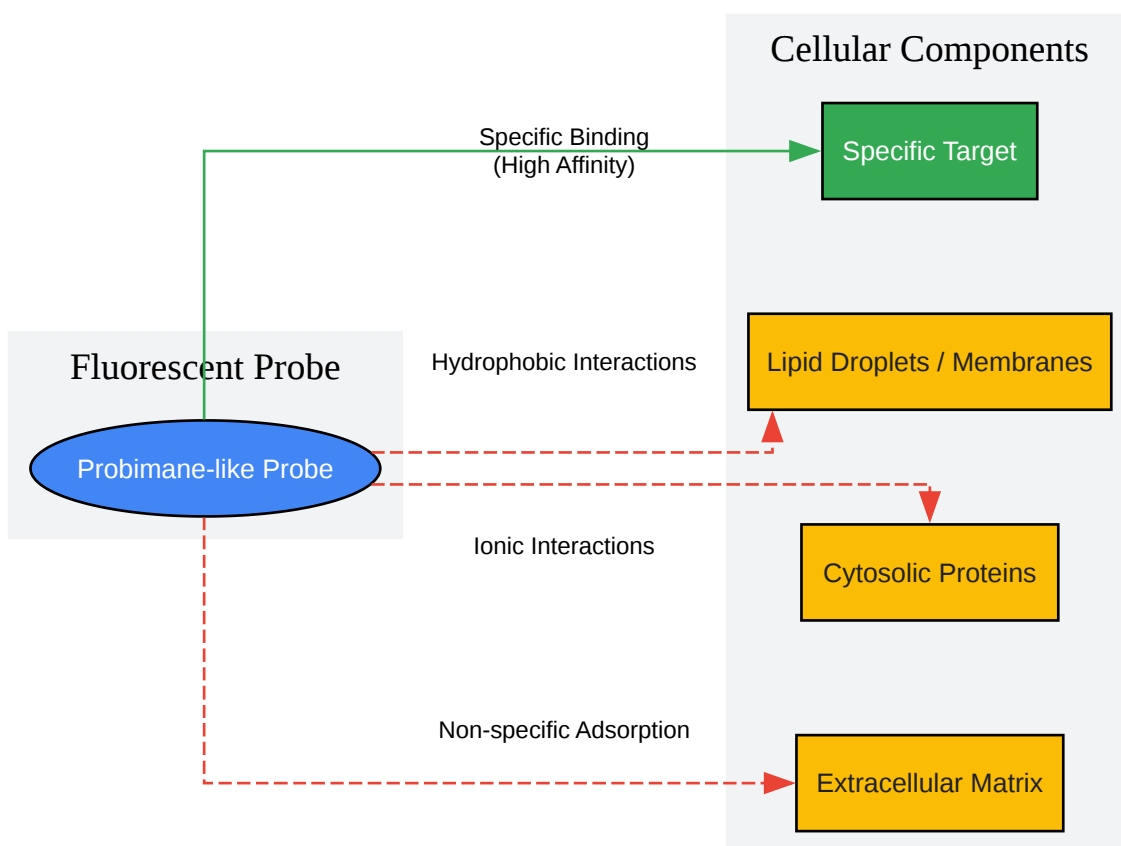 Cellular Components
Specific Binding
(High Affinity)
Specific Target
Fluorescent Probe
Probimane-like Probe
Hydrophobic Interactions
Lipid Droplets / Membranes
Ionic Interactions
Cytosolic Proteins
Non-specific Adsorption
Extracellular Matrix